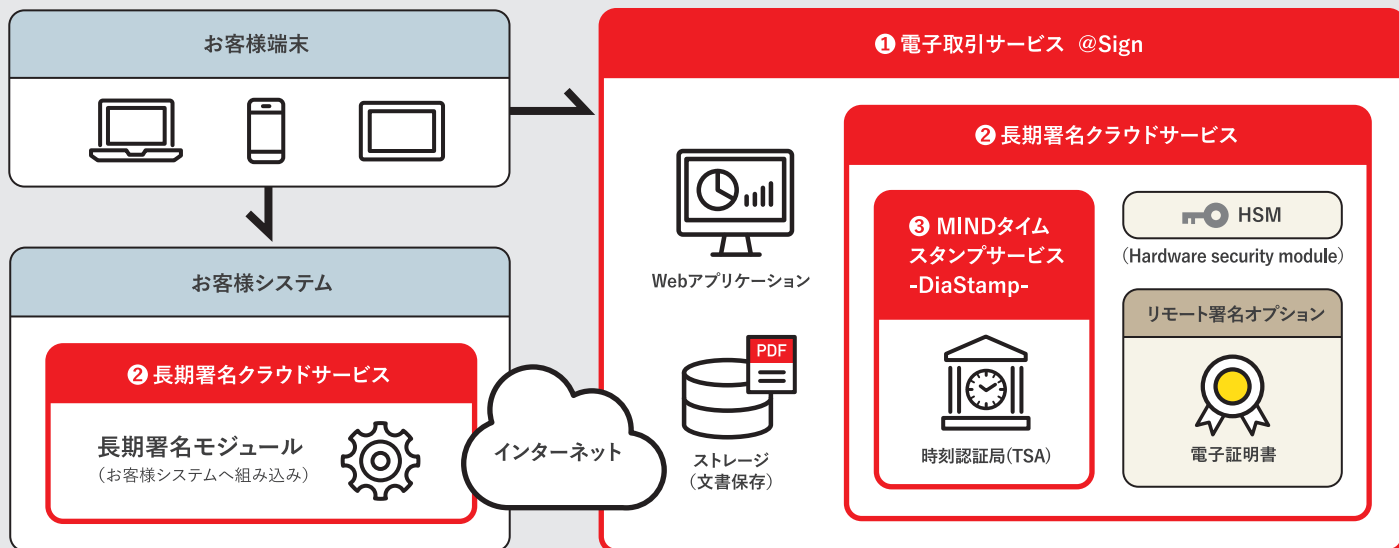 お客様端末
お客様システム
❷ 長期署名クラウドサービス
長期署名モジュール
（お客様システムへ組み込み）
インターネット
❶ 電子取引サービス @Sign
Webアプリケーション
PDF
ストレージ
（文書保存）
❷ 長期署名クラウドサービス
❸ MINDタイム
スタンプサービス
-DiaStamp-
時刻認証局(TSA)
HSM
（Hardware security module）
リモート署名オプション
電子証明書